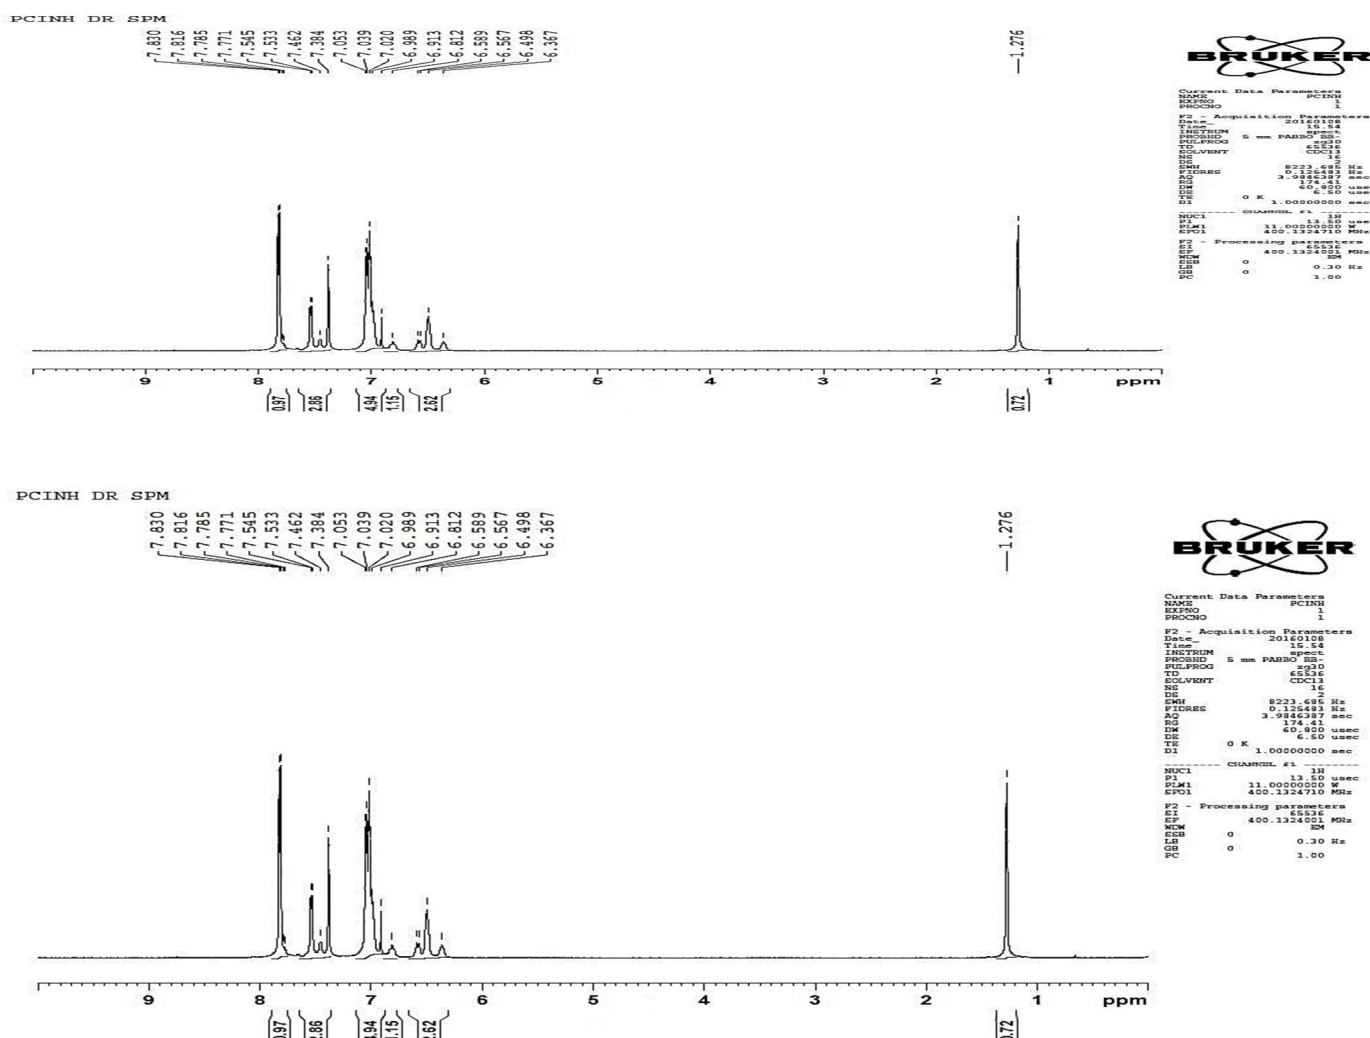 PCINH DR SPM
7.830
7.816
7.785
7.771
7.545
7.533
7.462
7.384
7.053
7.039
7.020
6.989
6.913
6.812
6.589
6.567
6.498
6.367
1.276
BRUKER
Current Data Parameters
NAME PCINH
EXPNO 1
PROCNO 1
F2 - Acquisition Parameters
Date_ 20160108
Time 15.54
INSTRUM spect
PROBHD 5 mm PABBO BB-
PULPROG zg30
TD 65536
SOLVENT CDCl3
NS 16
DS 2
SWH 8223.685 Hz
FIDRES 0.125483 Hz
AQ 3.9846387 sec
RG 174.41
DW 60.800 usec
DE 6.50 usec
TE 0 K
D1 1.00000000 sec
======== CHANNEL f1 ========
NUC1 1H
P1 13.50 usec
PLW1 11.00000000 W
SFO1 400.1324710 MHz
F2 - Processing parameters
SI 65536
SF 400.1324001 MHz
WDW EM
SSB 0
LB 0.30 Hz
GB 0
PC 1.00
9 8 7 6 5 4 3 2 1 ppm
0.97 2.86 4.94 1.15 2.62 0.72
PCINH DR SPM
7.830
7.816
7.785
7.771
7.545
7.533
7.462
7.384
7.053
7.039
7.020
6.989
6.913
6.812
6.589
6.567
6.498
6.367
1.276
BRUKER
Current Data Parameters
NAME PCINH
EXPNO 1
PROCNO 1
F2 - Acquisition Parameters
Date_ 20160108
Time 15.54
INSTRUM spect
PROBHD 5 mm PABBO BB-
PULPROG zg30
TD 65536
SOLVENT CDCl3
NS 16
DS 2
SWH 8223.685 Hz
FIDRES 0.125483 Hz
AQ 3.9846387 sec
RG 174.41
DW 60.800 usec
DE 6.50 usec
TE 0 K
D1 1.00000000 sec
======== CHANNEL f1 ========
NUC1 1H
P1 13.50 usec
PLW1 11.00000000 W
SFO1 400.1324710 MHz
F2 - Processing parameters
SI 65536
SF 400.1324001 MHz
WDW EM
SSB 0
LB 0.30 Hz
GB 0
PC 1.00
9 8 7 6 5 4 3 2 1 ppm
0.97 2.86 4.94 1.15 2.62 0.72